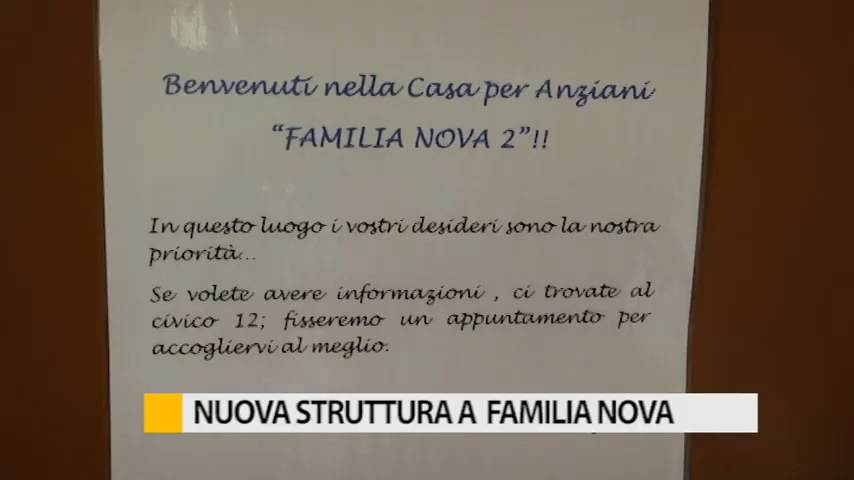 Benvenuti nella Casa per Anziani
“FAMILIA NOVA 2”!!
In questo luogo i vostri desideri sono la nostra
priorità...
Se volete avere informazioni , ci trovate al
civico 12; fisseremo un appuntamento per
accogliervi al meglio.
NUOVA STRUTTURA A FAMILIA NOVA